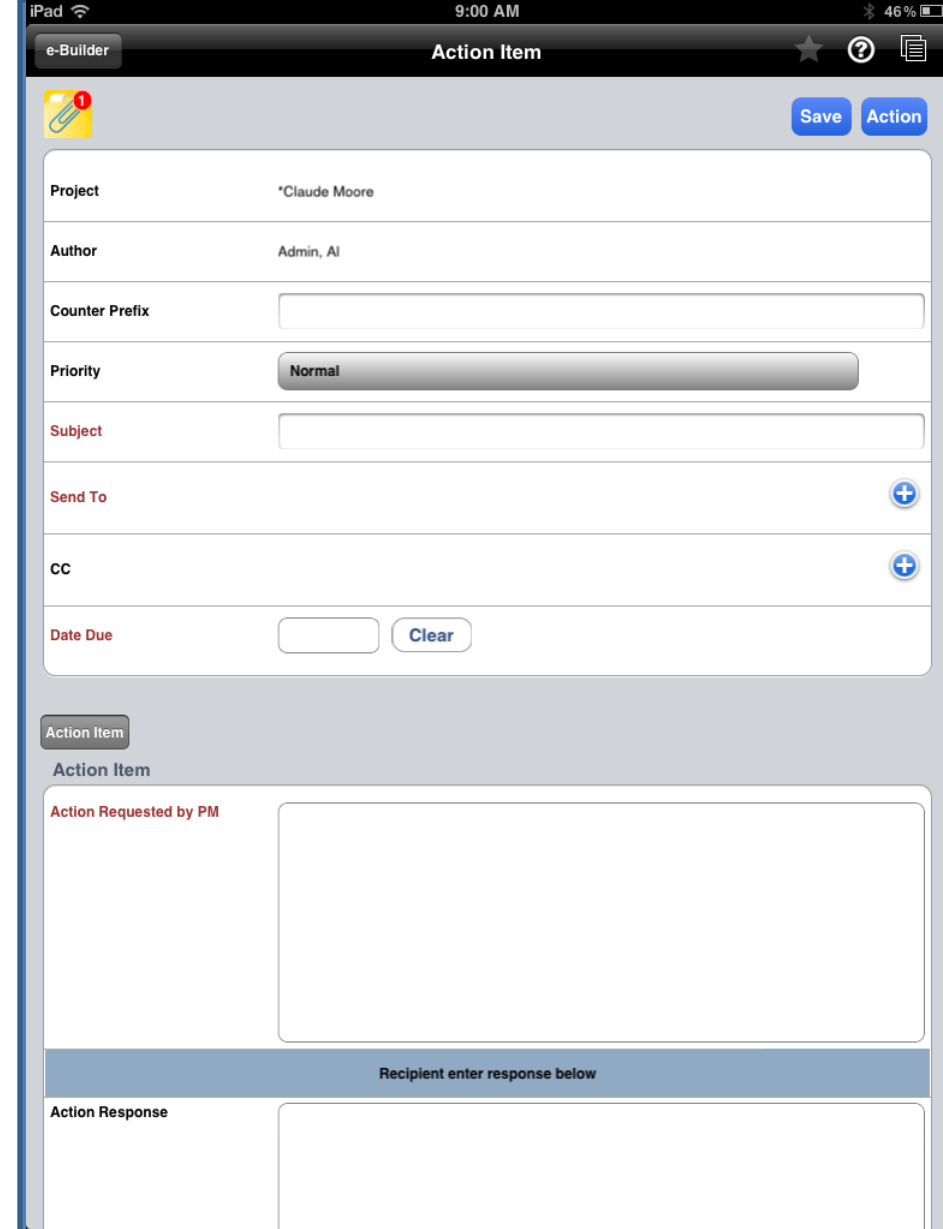 iPad 9:00 AM 46%
e-Builder Action Item ?
1
Save Action
Project *Claude Moore
Author Admin, Al
Counter Prefix
Priority Normal
Subject
Send To
CC
Date Due Clear
Action Item
Action Item
Action Requested by PM
Recipient enter response below
Action Response